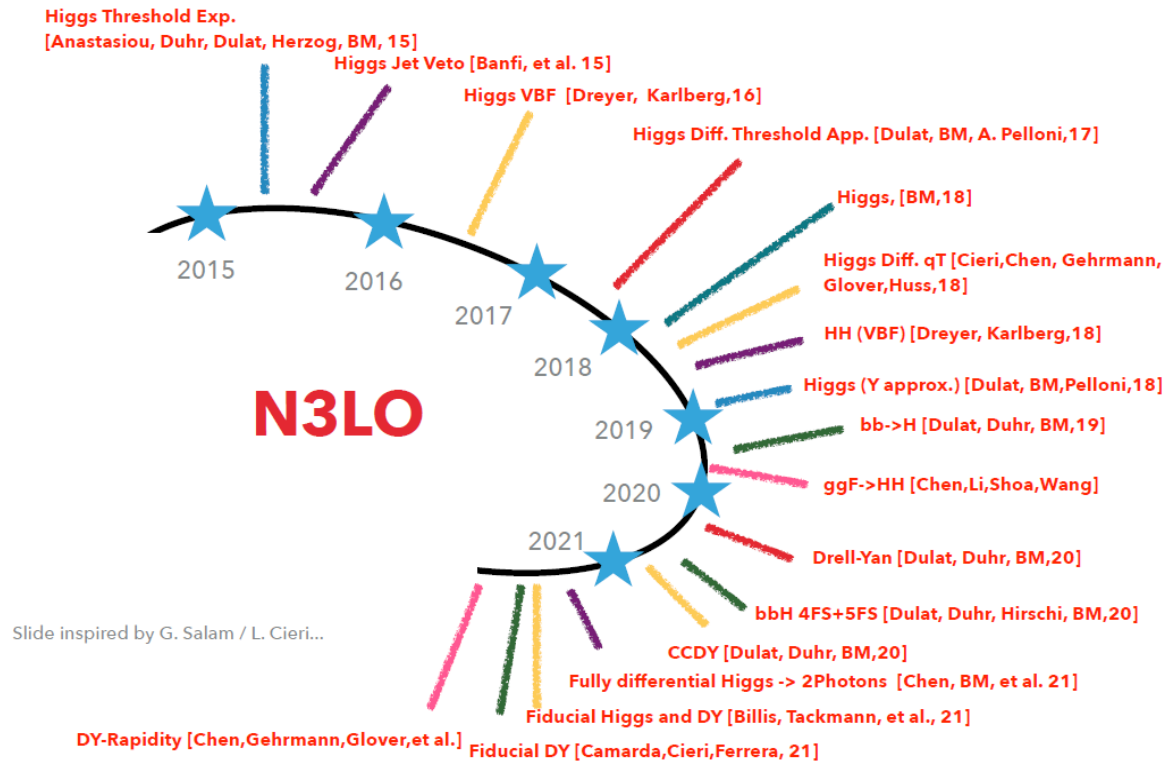 Higgs Threshold Exp.
[Anastasiou, Duhr, Dulat, Herzog, BM, 15]
Higgs Jet Veto [Banfi, et al. 15]
Higgs VBF [Dreyer, Karlberg,16]
Higgs Diff. Threshold App. [Dulat, BM, A. Pelloni,17]
Higgs, [BM,18]
Higgs Diff. qT [Cieri,Chen, Gehrmann,
Glover,Huss,18]
HH (VBF) [Dreyer, Karlberg,18]
Higgs (Y approx.) [Dulat, BM,Pelloni,18]
bb->H [Dulat, Duhr, BM,19]
ggF->HH [Chen,Li,Shoa,Wang]
Drell-Yan [Dulat, Duhr, BM,20]
bbH 4FS+5FS [Dulat, Duhr, Hirschi, BM,20]
CCDY [Dulat, Duhr, BM,20]
Fully differential Higgs -> 2Photons [Chen, BM, et al. 21]
Fiducial Higgs and DY [Billis, Tackmann, et al., 21]
Fiducial DY [Camarda,Cieri,Ferrera, 21]
DY-Rapidity [Chen,Gehrmann,Glover,et al.]
2015
2016
2017
2018
2019
2020
2021
N3LO
Slide inspired by G. Salam / L. Cieri...